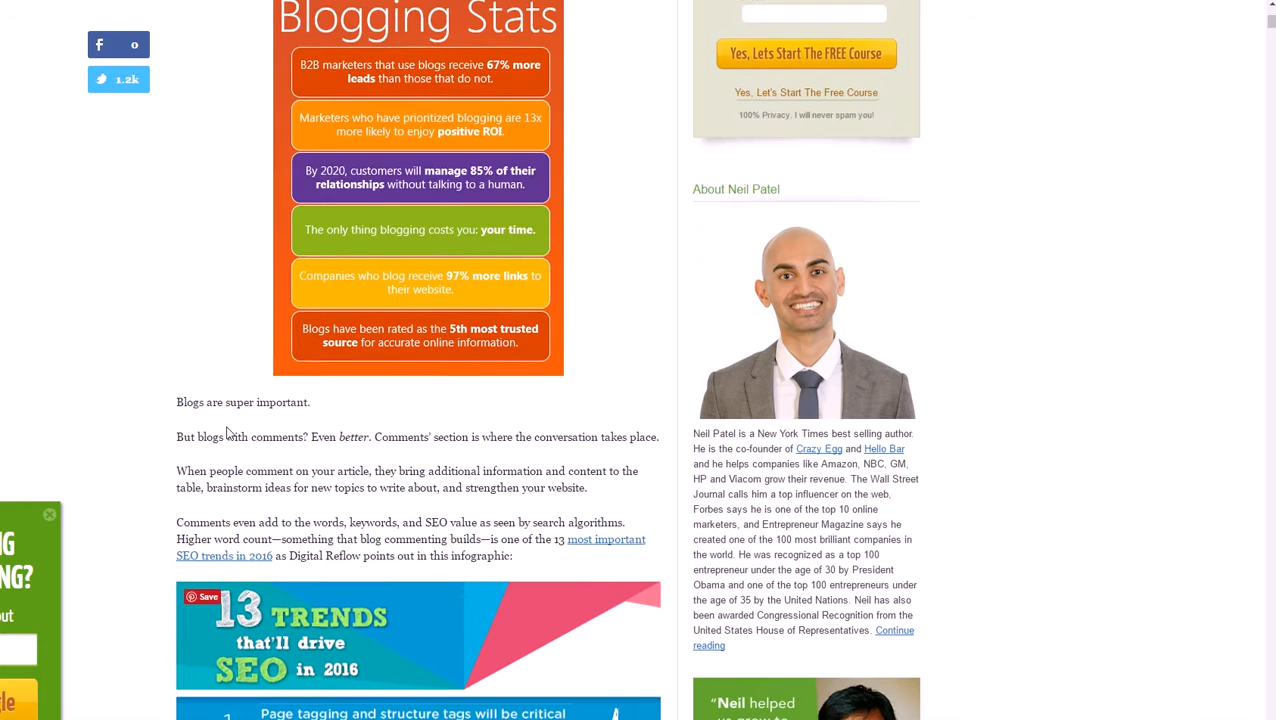 Blogging Stats
0
1.2k
B2B marketers that use blogs receive 67% more
leads than those that do not.
Marketers who have prioritized blogging are 13x
more likely to enjoy positive ROI.
By 2020, customers will manage 85% of their
relationships without talking to a human.
The only thing blogging costs you: your time.
Companies who blog receive 97% more links to
their website.
Blogs have been rated as the 5th most trusted
source for accurate online information.
Blogs are super important.
But blogs with comments? Even better. Comments' section is where the conversation takes place.
When people comment on your article, they bring additional information and content to the
table, brainstorm ideas for new topics to write about, and strengthen your website.
Comments even add to the words, keywords, and SEO value as seen by search algorithms.
Higher word count—something that blog commenting builds—is one of the 13 most important
SEO trends in 2016 as Digital Reflow points out in this infographic:
Save
13 TRENDS
that'll drive
SEO in 2016
Page tagging and structure tags will be critical
Yes, Lets Start The FREE Course
Yes, Let's Start The Free Course
100% Privacy. I will never spam you!
About Neil Patel
Neil Patel is a New York Times best selling author.
He is the co-founder of Crazy Egg and Hello Bar
and he helps companies like Amazon, NBC, GM,
HP and Viacom grow their revenue. The Wall Street
Journal calls him a top influencer on the web,
Forbes says he is one of the top 10 online
marketers, and Entrepreneur Magazine says he
created one of the 100 most brilliant companies in
the world. He was recognized as a top 100
entrepreneur under the age of 30 by President
Obama and one of the top 100 entrepreneurs under
the age of 35 by the United Nations. Neil has also
been awarded Congressional Recognition from the
United States House of Representatives. Continue
reading
"Neil helped